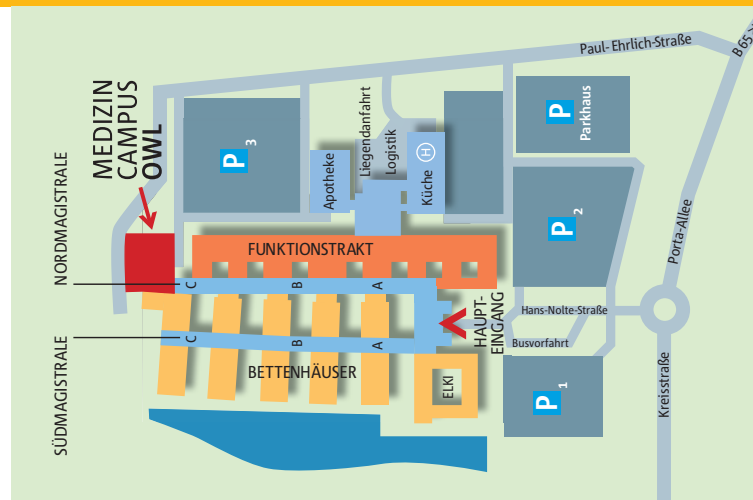 Paul-Ehrlich-Straße
B 65
MEDIZIN
CAMPUS
OWL
NORDMAGISTRALE
SÜDMAGISTRALE
P 3
Apotheke
Liegendanfahrt
Logistik
Küche
H
P
Parkhaus
P 2
Porta-Allee
FUNKTIONSTRAKT
C
B
A
HAUPT-
EINGANG
Hans-Nolte-Straße
Busvorfahrt
C
B
A
BETTENHÄUSER
ELKI
P 1
Kreisstraße